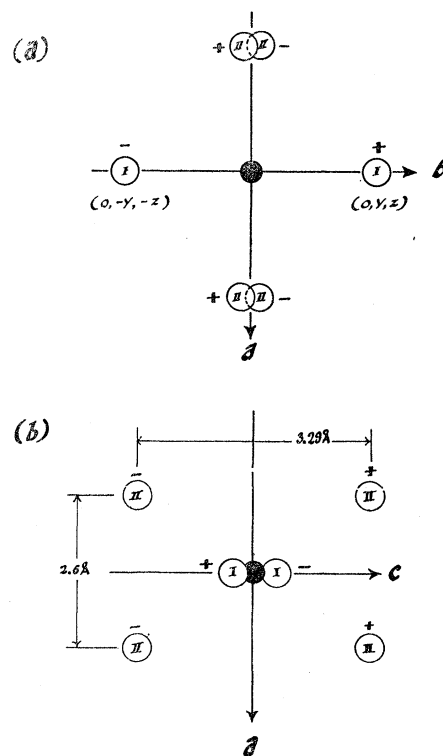 (a)
+ II II -
- +
I I b
(0,-Y,-Z) (0,Y,Z)
+ II II -
a
(b)
3.29Å
- +
II II
2.6Å + I I - c
- +
II II
a